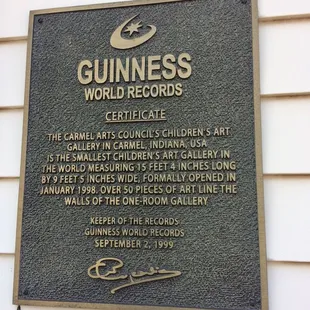 GUINNESS
WORLD RECORDS
CERTIFICATE
THE CARMEL ARTS COUNCIL'S CHILDREN'S ART
GALLERY IN CARMEL, INDIANA, USA
IS THE SMALLEST CHILDREN'S ART GALLERY IN
THE WORLD MEASURING 15 FEET 4 INCHES LONG
BY 9 FEET 5 INCHES WIDE, FORMALLY OPENED IN
JANUARY 1998. OVER 50 PIECES OF ART LINE THE
WALLS OF THE ONE-ROOM GALLERY
KEEPER OF THE RECORDS
GUINNESS WORLD RECORDS
SEPTEMBER 2, 1999